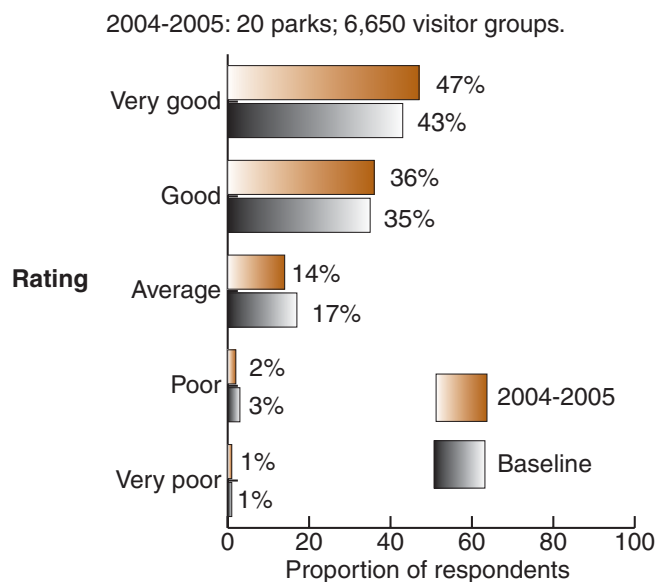 2004-2005: 20 parks; 6,650 visitor groups.
Very good
47%
43%
Good
36%
35%
Rating
Average
14%
17%
Poor
2%
3%
2004-2005
Very poor
1%
1%
Baseline
0 20 40 60 80 100
Proportion of respondents